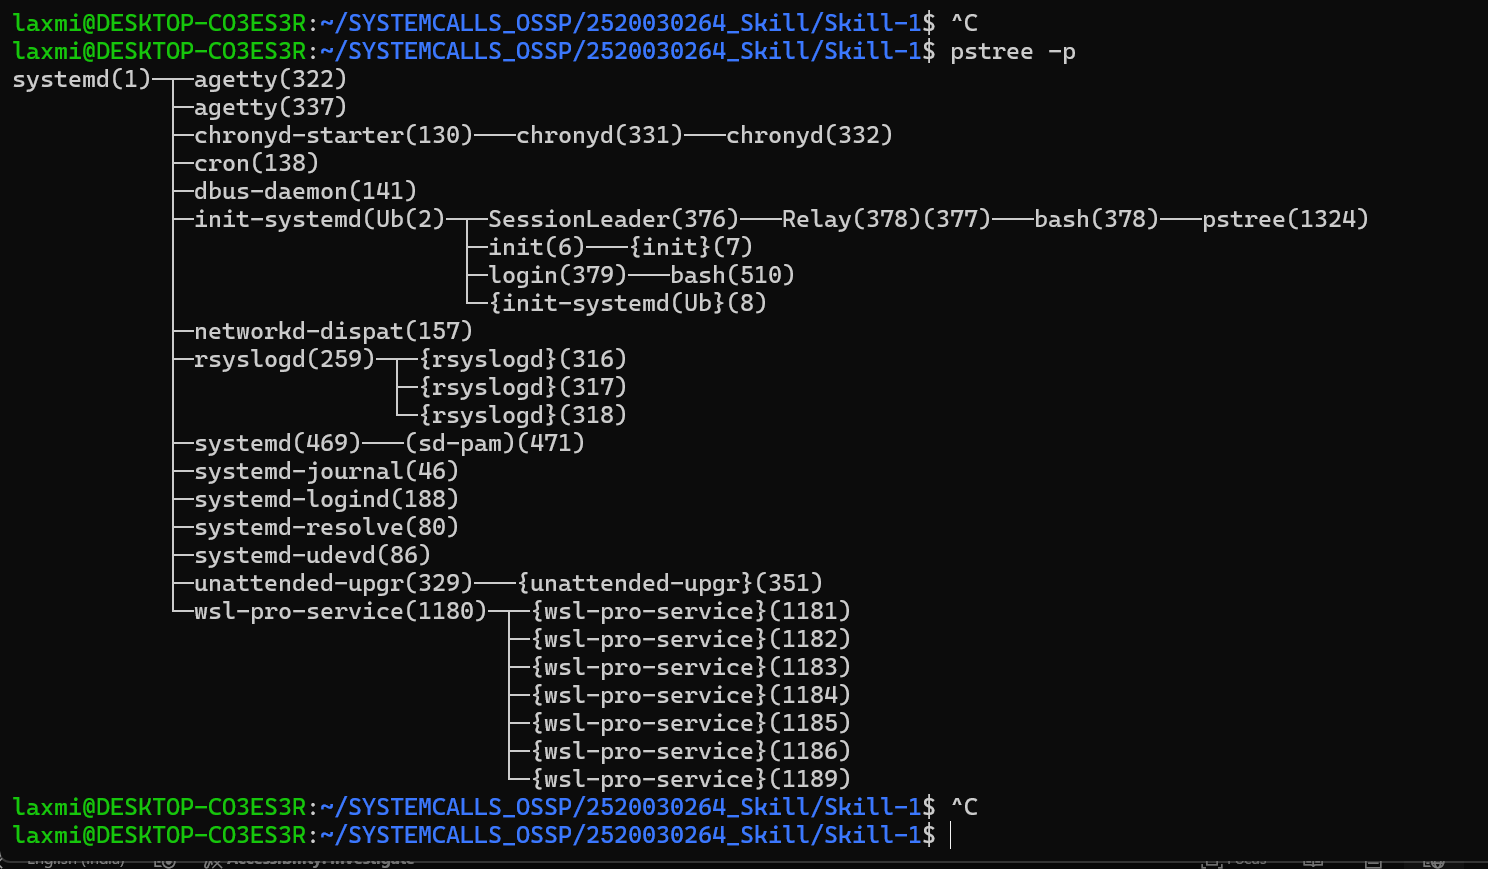 laxmi@DESKTOP-CO3ES3R:~/SYSTEMCALLS_OSSP/2520030264_Skill/Skill-1$ ^C
laxmi@DESKTOP-CO3ES3R:~/SYSTEMCALLS_OSSP/2520030264_Skill/Skill-1$ pstree -p
systemd(1)─┬─agetty(322)
           ├─agetty(337)
           ├─chronyd-starter(130)───chronyd(331)───chronyd(332)
           ├─cron(138)
           ├─dbus-daemon(141)
           ├─init-systemd(Ub(2)─┬─SessionLeader(376)───Relay(378)(377)───bash(378)───pstree(1324)
           │                    ├─init(6)───{init}(7)
           │                    ├─login(379)───bash(510)
           │                    └─{init-systemd(Ub}(8)
           ├─networkd-dispat(157)
           ├─rsyslogd(259)─┬─{rsyslogd}(316)
           │               ├─{rsyslogd}(317)
           │               └─{rsyslogd}(318)
           ├─systemd(469)───(sd-pam)(471)
           ├─systemd-journal(46)
           ├─systemd-logind(188)
           ├─systemd-resolve(80)
           ├─systemd-udevd(86)
           ├─unattended-upgr(329)───{unattended-upgr}(351)
           └─wsl-pro-service(1180)─┬─{wsl-pro-service}(1181)
                                   ├─{wsl-pro-service}(1182)
                                   ├─{wsl-pro-service}(1183)
                                   ├─{wsl-pro-service}(1184)
                                   ├─{wsl-pro-service}(1185)
                                   ├─{wsl-pro-service}(1186)
                                   └─{wsl-pro-service}(1189)
laxmi@DESKTOP-CO3ES3R:~/SYSTEMCALLS_OSSP/2520030264_Skill/Skill-1$ ^C
laxmi@DESKTOP-CO3ES3R:~/SYSTEMCALLS_OSSP/2520030264_Skill/Skill-1$
English (India) Accessibility: Investigate Focus